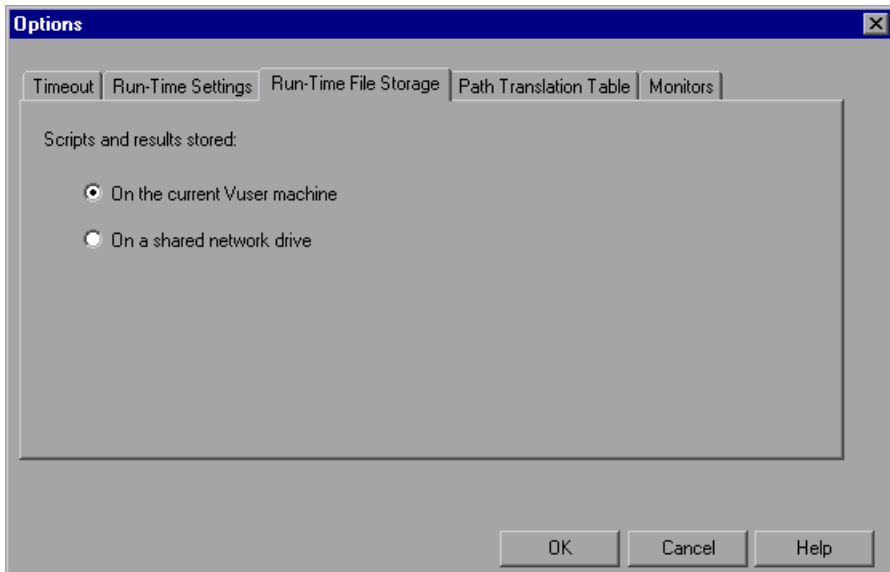 Options
Timeout Run-Time Settings Run-Time File Storage Path Translation Table Monitors
Scripts and results stored:
On the current Vuser machine
On a shared network drive
OK Cancel Help